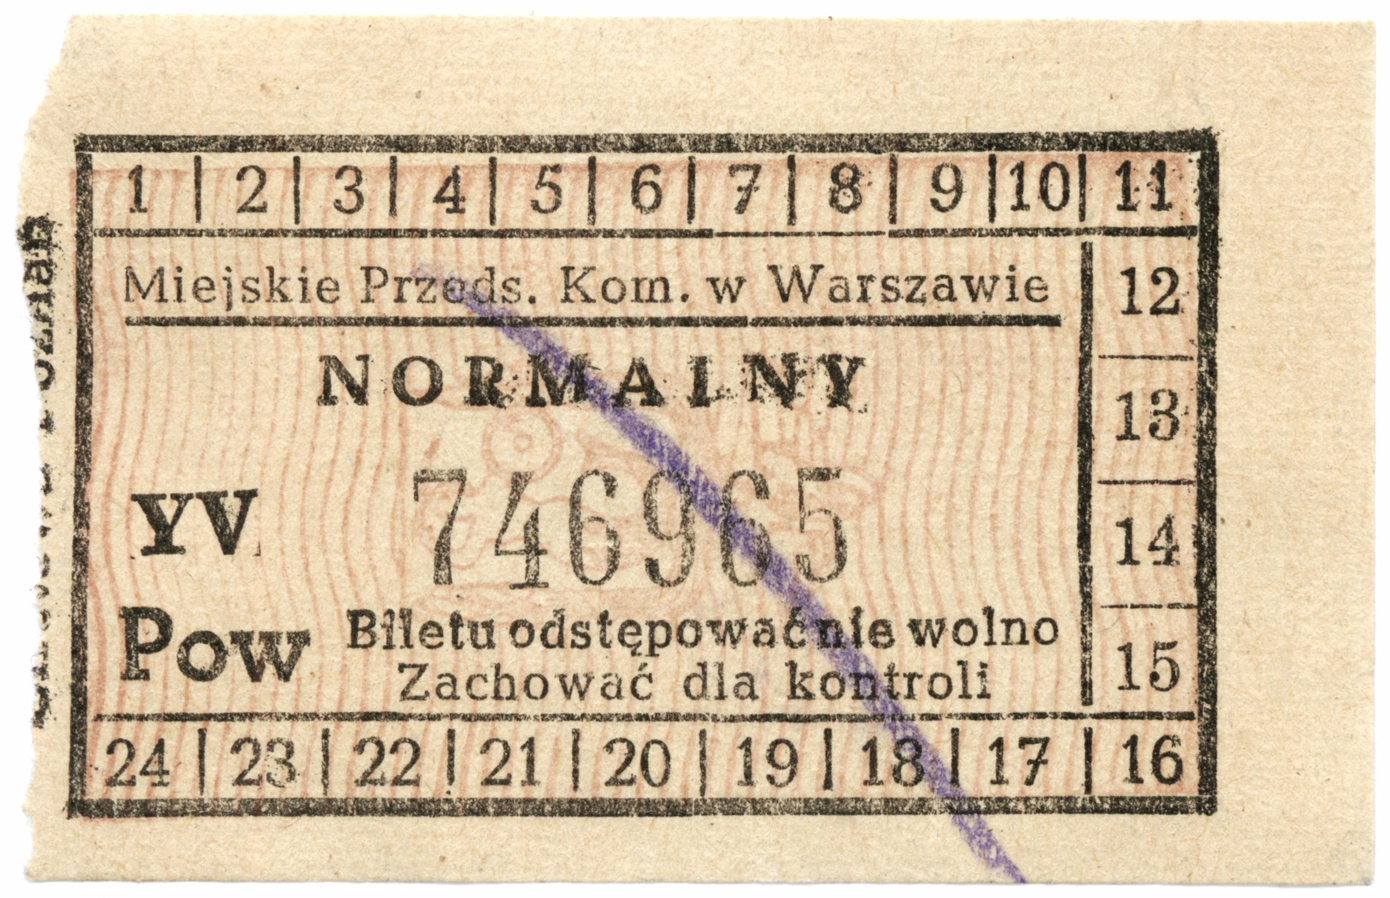 1 | 2 | 3 | 4 | 5 | 6 | 7 | 8 | 9 | 10 | 11
Miejskie Przeds. Kom. w Warszawie
12
NORMALNY
13
YV 746965
14
Pow Biletu odstępować nie wolno
Zachować dla kontroli
15
24 | 23 | 22 | 21 | 20 | 19 | 18 | 17 | 16